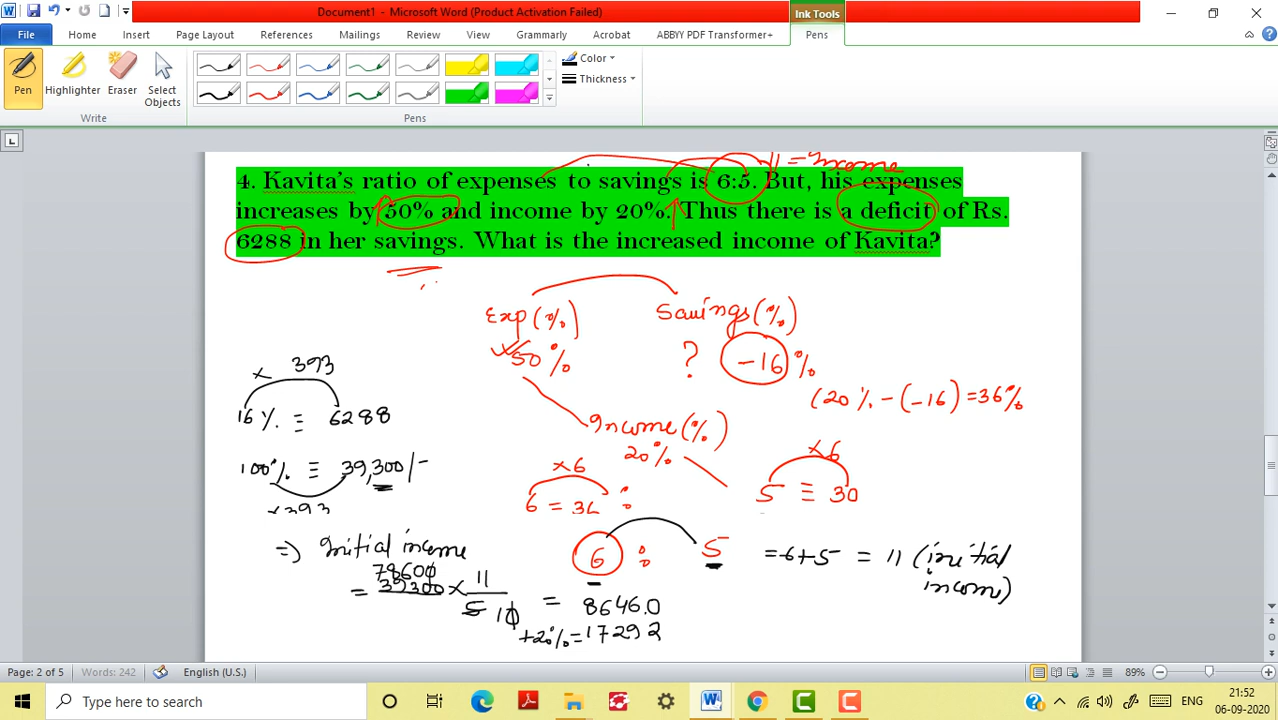 Document1 - Microsoft Word (Product Activation Failed)
Ink Tools
File Home Insert Page Layout References Mailings Review View Grammarly Acrobat ABBYY PDF Transformer+ Pens
Pen Highlighter Eraser Select Objects
Color
Thickness
Write Pens
11 = Income
4. Kavita's ratio of expenses to savings is 6:5. But, his expenses
increases by 50% and income by 20%. Thus there is a deficit of Rs.
6288 in her savings. What is the increased income of Kavita?
Exp (%) Savings (%)
50% ? -16%
(20% - (-16) = 36%
Income (%)
20%
× 393
16% ≡ 6288
100% ≡ 39,300/-
×393
×6
6 = 36 :
×6
5 ≡ 30
6 : 5 = 6+5 = 11 (initial income)
=> Initial income
78600
= 39300 × 11/5 10 = 86460
+20% = 17292
Page: 2 of 5 Words: 242 English (U.S.) 89%
Type here to search
ENG
21:52
06-09-2020